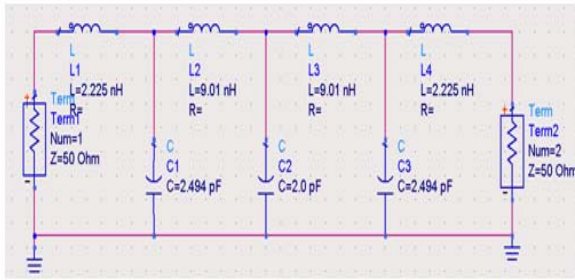 L
L1
L=2.225 nH
R=
L
L2
L=9.01 nH
R=
L
L3
L=9.01 nH
R=
L
L4
L=2.225 nH
R=
+
Term
Term1
Num=1
Z=50 Ohm
-
C
C1
C=2.494 pF
C
C2
C=2.0 pF
C
C3
C=2.494 pF
+
Term
Term2
Num=2
Z=50 Ohm
-